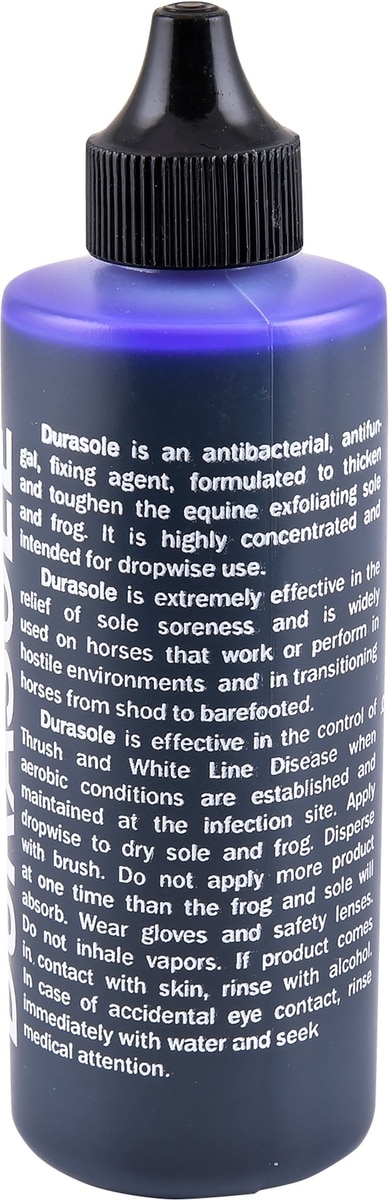 Durasole is an antibacterial, antifun-
gal, fixing agent, formulated to thicken
and toughen the equine exfoliating sole
and frog. It is highly concentrated and
intended for dropwise use.
Durasole is extremely effective in the
relief of sole soreness and is widely
used on horses that work or perform in
hostile environments and in transitioning
horses from shod to barefooted.
Durasole is effective in the control of
Thrush and White Line Disease when
aerobic conditions are established and
maintained at the infection site. Apply
dropwise to dry sole and frog. Disperse
with brush. Do not apply more product
at one time than the frog and sole will
absorb. Wear gloves and safety lenses.
Do not inhale vapors. If product comes
in contact with skin, rinse with alcohol.
In case of accidental eye contact, rinse
immediately with water and seek
medical attention.